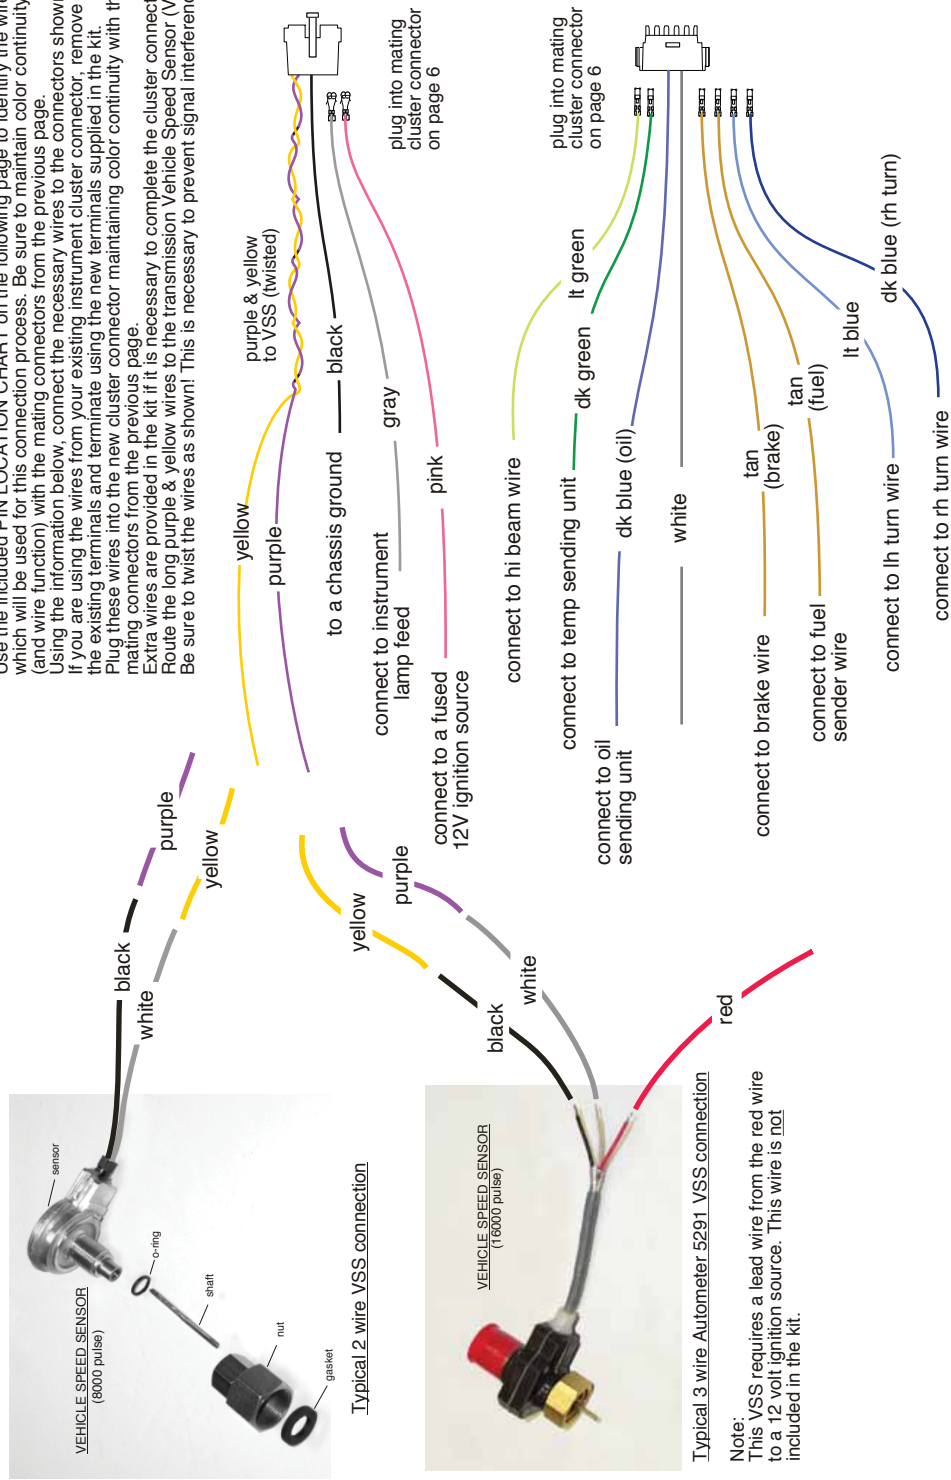 Use the included PIN LOCATION CHART on the following page to identify the
which will be used for this connection process. Be sure to maintain color continuity
(and wire function) with the mating connectors from the previous page.
Using the information below, connect the necessary wires to the connectors
If you are using the wires from your existing instrument cluster connector, remove
the existing terminals and terminate using the new terminals supplied in the kit.
Plug these wires into the new cluster connector maintaining color continuity with
mating connectors from the previous page.
Extra wires are provided in the kit if it is necessary to complete the cluster
Route the long purple & yellow wires to the transmission Vehicle Speed Sensor
Be sure to twist the wires as shown! This is necessary to prevent signal
purple & yellow
to VSS (twisted)
plug into mating
cluster connector
on page 6
yellow
purple
black
to a chassis ground
gray
connect to instrument
lamp feed
pink
connect to a fused
12V ignition source
plug into mating
cluster connector
on page 6
lt green
connect to hi beam wire
dk green
connect to temp sending unit
dk blue (oil)
connect to oil
sending unit
white
tan
(brake)
connect to brake wire
tan
(fuel)
connect to fuel
sender wire
lt blue
connect to lh turn wire
dk blue (rh turn)
connect to rh turn wire
purple
yellow
black
white
sensor
o-ring
shaft
nut
gasket
VEHICLE SPEED SENSOR
(8000 pulse)
Typical 2 wire VSS connection
yellow
purple
black
white
red
VEHICLE SPEED SENSOR
(16000 pulse)
Typical 3 wire Autometer 5291 VSS connection
Note:
This VSS requires a lead wire from the red wire
to a 12 volt ignition source. This wire is not
included in the kit.